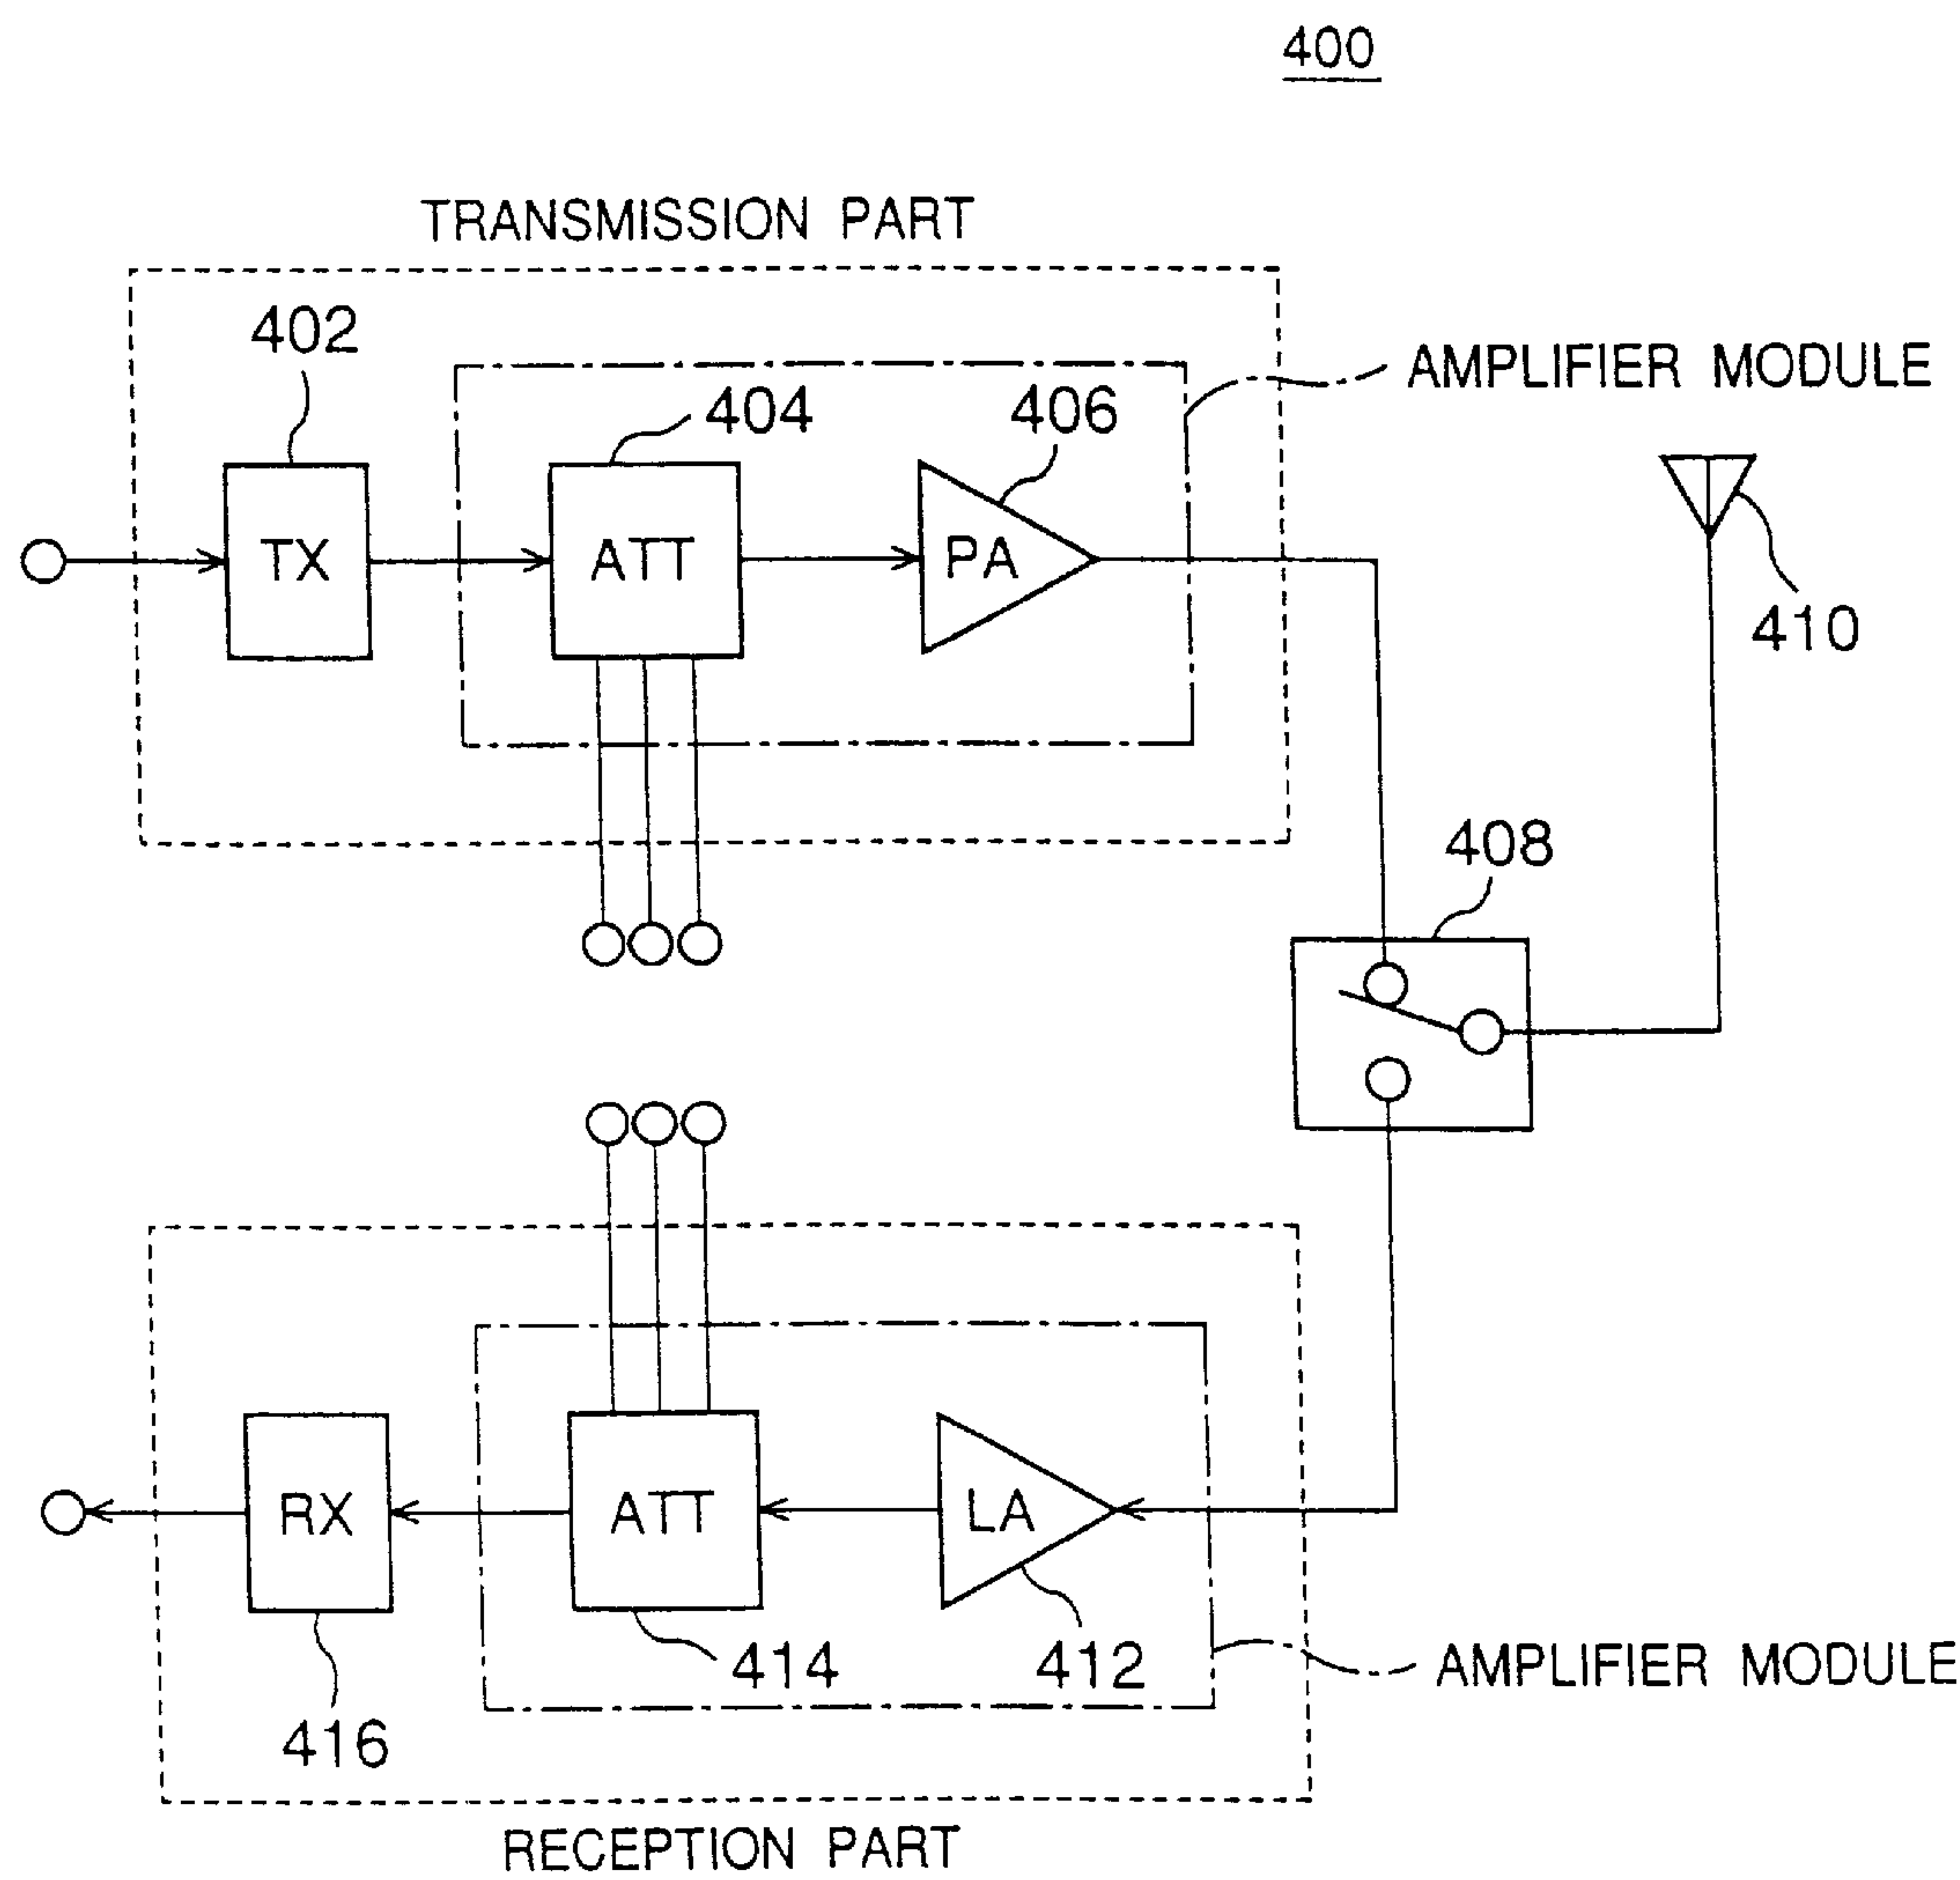 400
TRANSMISSION PART
402
AMPLIFIER MODULE
404
406
TX
ATT
PA
410
408
RX
ATT
LA
414
412
AMPLIFIER MODULE
416
RECEPTION PART